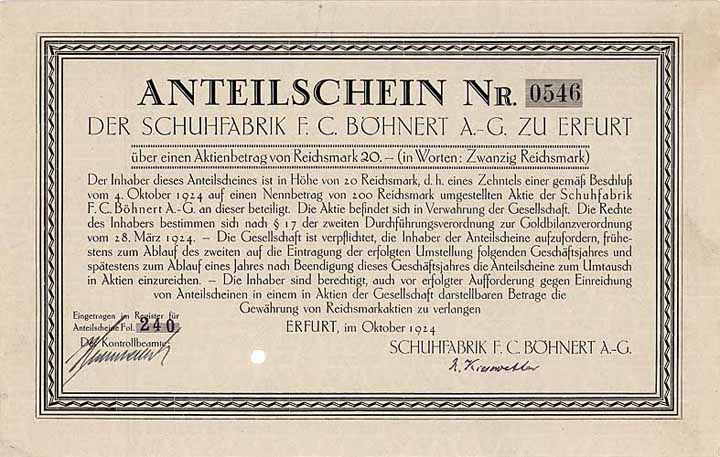 ANTEILSCHEIN NR. 0546
DER SCHUHFABRIK F. C. BÖHNERT A.-G. ZU ERFURT
über einen Aktienbetrag von Reichsmark 20.— (in Worten: Zwanzig Reichsmark)
Der Inhaber dieses Anteilscheines ist in Höhe von 20 Reichsmark, d. h. eines Zehntels einer gemäß Beschluß
vom 4. Oktober 1924 auf einen Nennbetrag von 200 Reichsmark umgestellten Aktie der Schuhfabrik
F. C. Böhnert A.-G. an dieser beteiligt. Die Aktie befindet sich in Verwahrung der Gesellschaft. Die Rechte
des Inhabers bestimmen sich nach § 17 der zweiten Durchführungsverordnung zur Goldbilanzverordnung
vom 28. März 1924. — Die Gesellschaft ist verpflichtet, die Inhaber der Anteilscheine aufzufordern, frühe-
stens zum Ablauf des zweiten auf die Eintragung der erfolgten Umstellung folgenden Geschäftsjahres und
spätestens zum Ablauf eines Jahres nach Beendigung dieses Geschäftsjahres die Anteilscheine zum Umtausch
in Aktien einzureichen. — Die Inhaber sind berechtigt, auch vor erfolgter Aufforderung gegen Einreichung
von Anteilscheinen in einem in Aktien der Gesellschaft darstellbaren Betrage die
Gewährung von Reichsmarkaktien zu verlangen
Eingetragen im Register für
Anteilscheine Fol. 240
Der Kontrollbeamte:
ERFURT, im Oktober 1924
SCHUHFABRIK F. C. BÖHNERT A.-G.